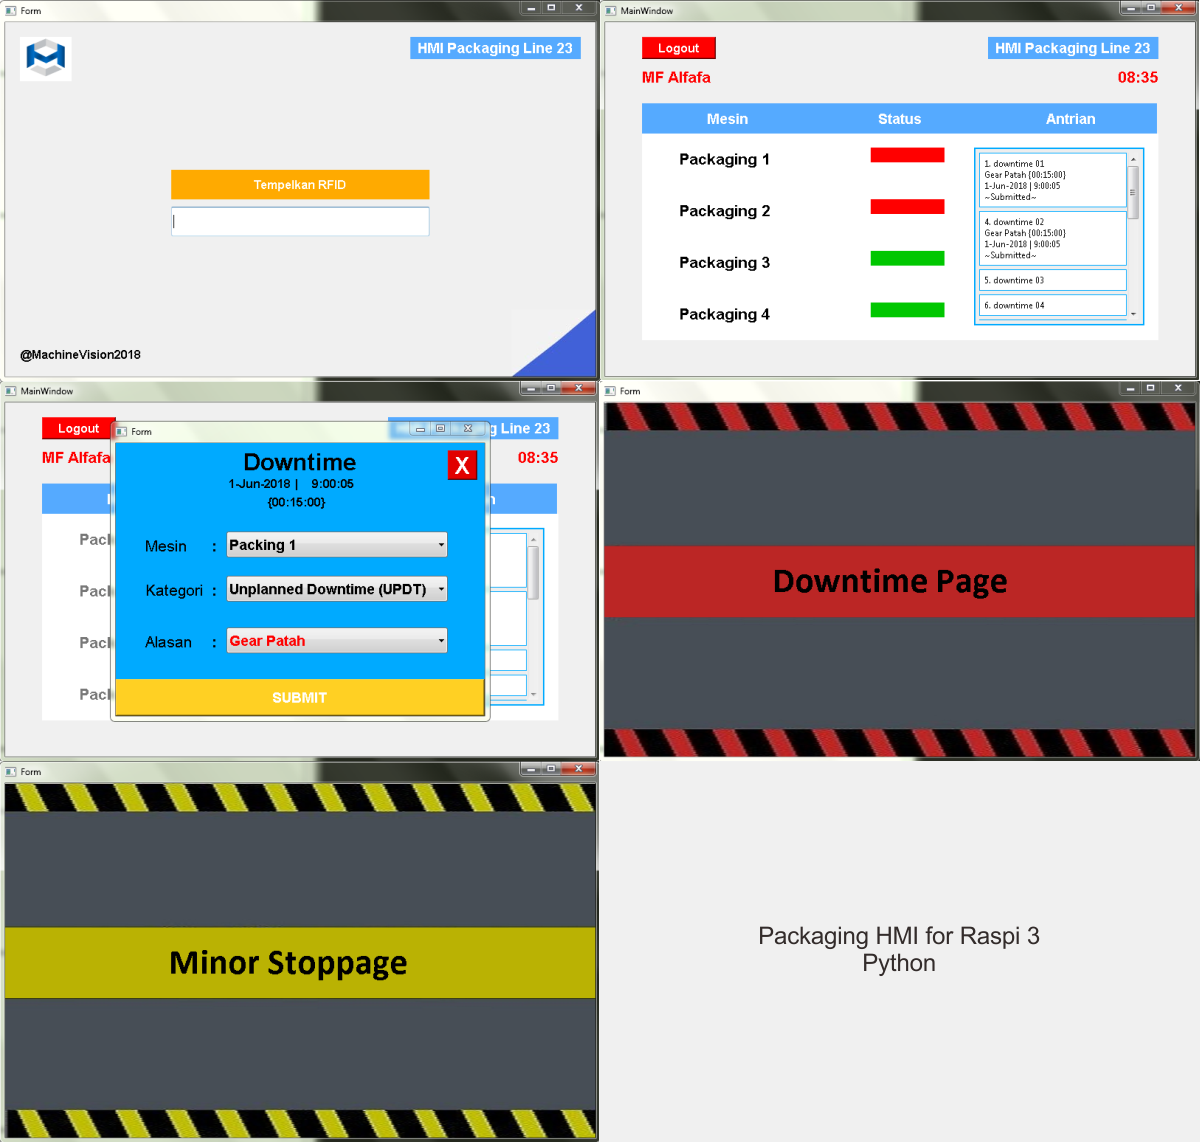 Form
HMI Packaging Line 23
Tempelkan RFID
@MachineVision2018
MainWindow
Logout
HMI Packaging Line 23
MF Alfafa
08:35
Mesin
Status
Antrian
Packaging 1
Packaging 2
Packaging 3
Packaging 4
1. downtime 01
Gear Patah {00:15:00}
1-Jun-2018 | 9:00:05
~Submitted~
4. downtime 02
Gear Patah {00:15:00}
1-Jun-2018 | 9:00:05
~Submitted~
5. downtime 03
6. downtime 04
MainWindow
Logout
g Line 23
MF Alfafa
08:35
Pack
Pack
Pack
Pack
Form
Downtime
X
1-Jun-2018 | 9:00:05
{00:15:00}
Mesin : Packing 1
Kategori : Unplanned Downtime (UPDT)
Alasan : Gear Patah
SUBMIT
Form
Downtime Page
Form
Minor Stoppage
Packaging HMI for Raspi 3
Python